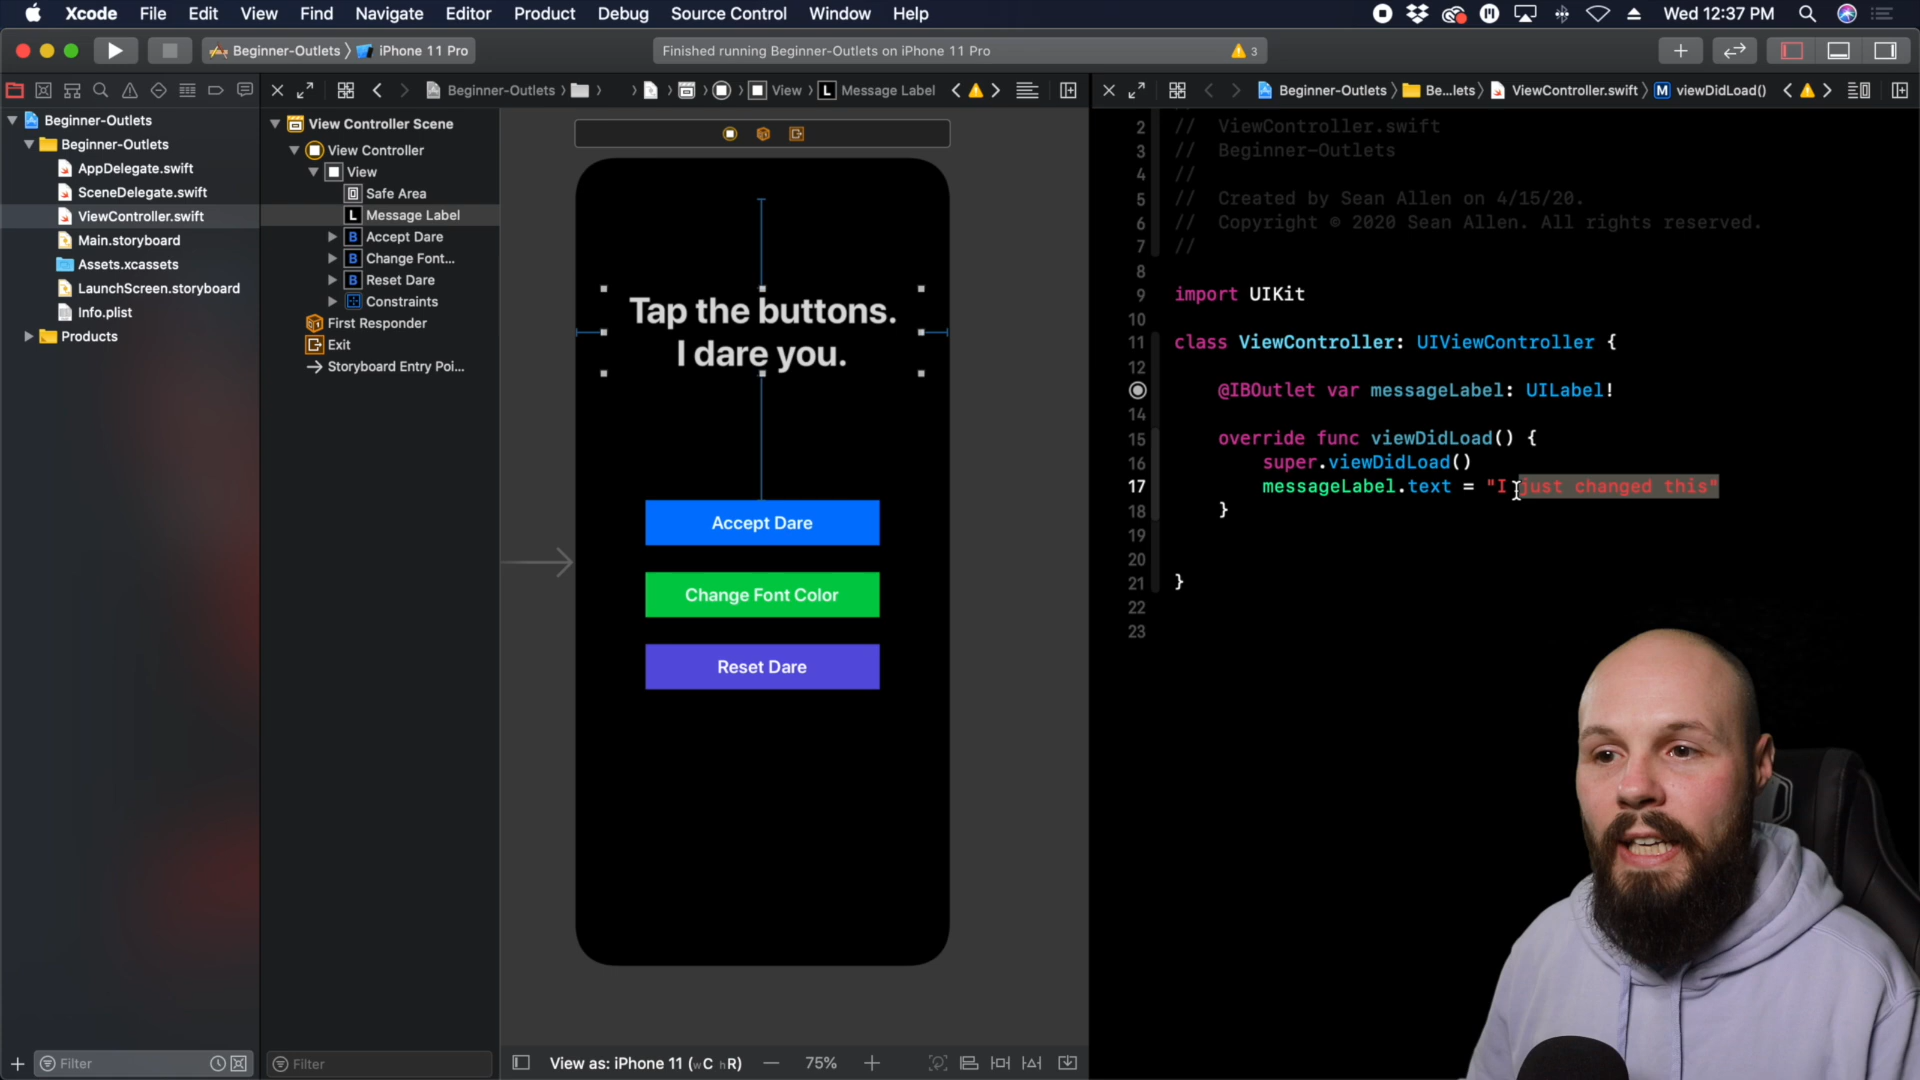 Xcode File Edit View Find Navigate Editor Product Debug Source Control Window Help Wed 12:37 PM
Beginner-Outlets iPhone 11 Pro
Finished running Beginner-Outlets on iPhone 11 Pro 3
Beginner-Outlets View L Message Label
Beginner-Outlets Be...lets ViewController.swift M viewDidLoad()
Beginner-Outlets
Beginner-Outlets
AppDelegate.swift
SceneDelegate.swift
ViewController.swift
Main.storyboard
Assets.xcassets
LaunchScreen.storyboard
Info.plist
Products
View Controller Scene
View Controller
View
Safe Area
L Message Label
B Accept Dare
B Change Font...
B Reset Dare
Constraints
First Responder
Exit
Storyboard Entry Poi...
Tap the buttons.
I dare you.
Accept Dare
Change Font Color
Reset Dare
2 // ViewController.swift
3 // Beginner-Outlets
4 //
5 // Created by Sean Allen on 4/15/20.
6 // Copyright © 2020 Sean Allen. All rights reserved.
7 //
8
9 import UIKit
10
11 class ViewController: UIViewController {
12
@IBOutlet var messageLabel: UILabel!
14
15 override func viewDidLoad() {
16 super.viewDidLoad()
17 messageLabel.text = "I just changed this"
18 }
19
20
21 }
22
23
Filter
Filter
View as: iPhone 11 (wC hR) — 75% +